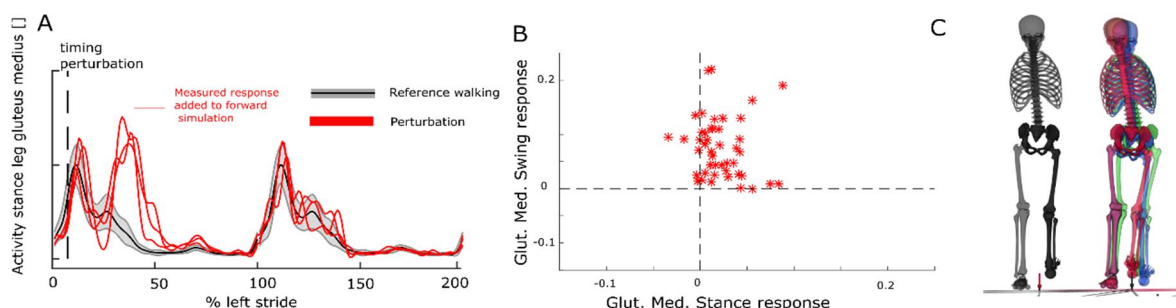 A
Activity stance leg gluteus medius []
timing
perturbation
Measured response
added to forward
simulation
Reference walking
Perturbation
0
50
100
150
200
% left stride
B
Glut. Med. Swing response
0.2
0
-0.1
-0.1
0
0.2
Glut. Med. Stance response
C